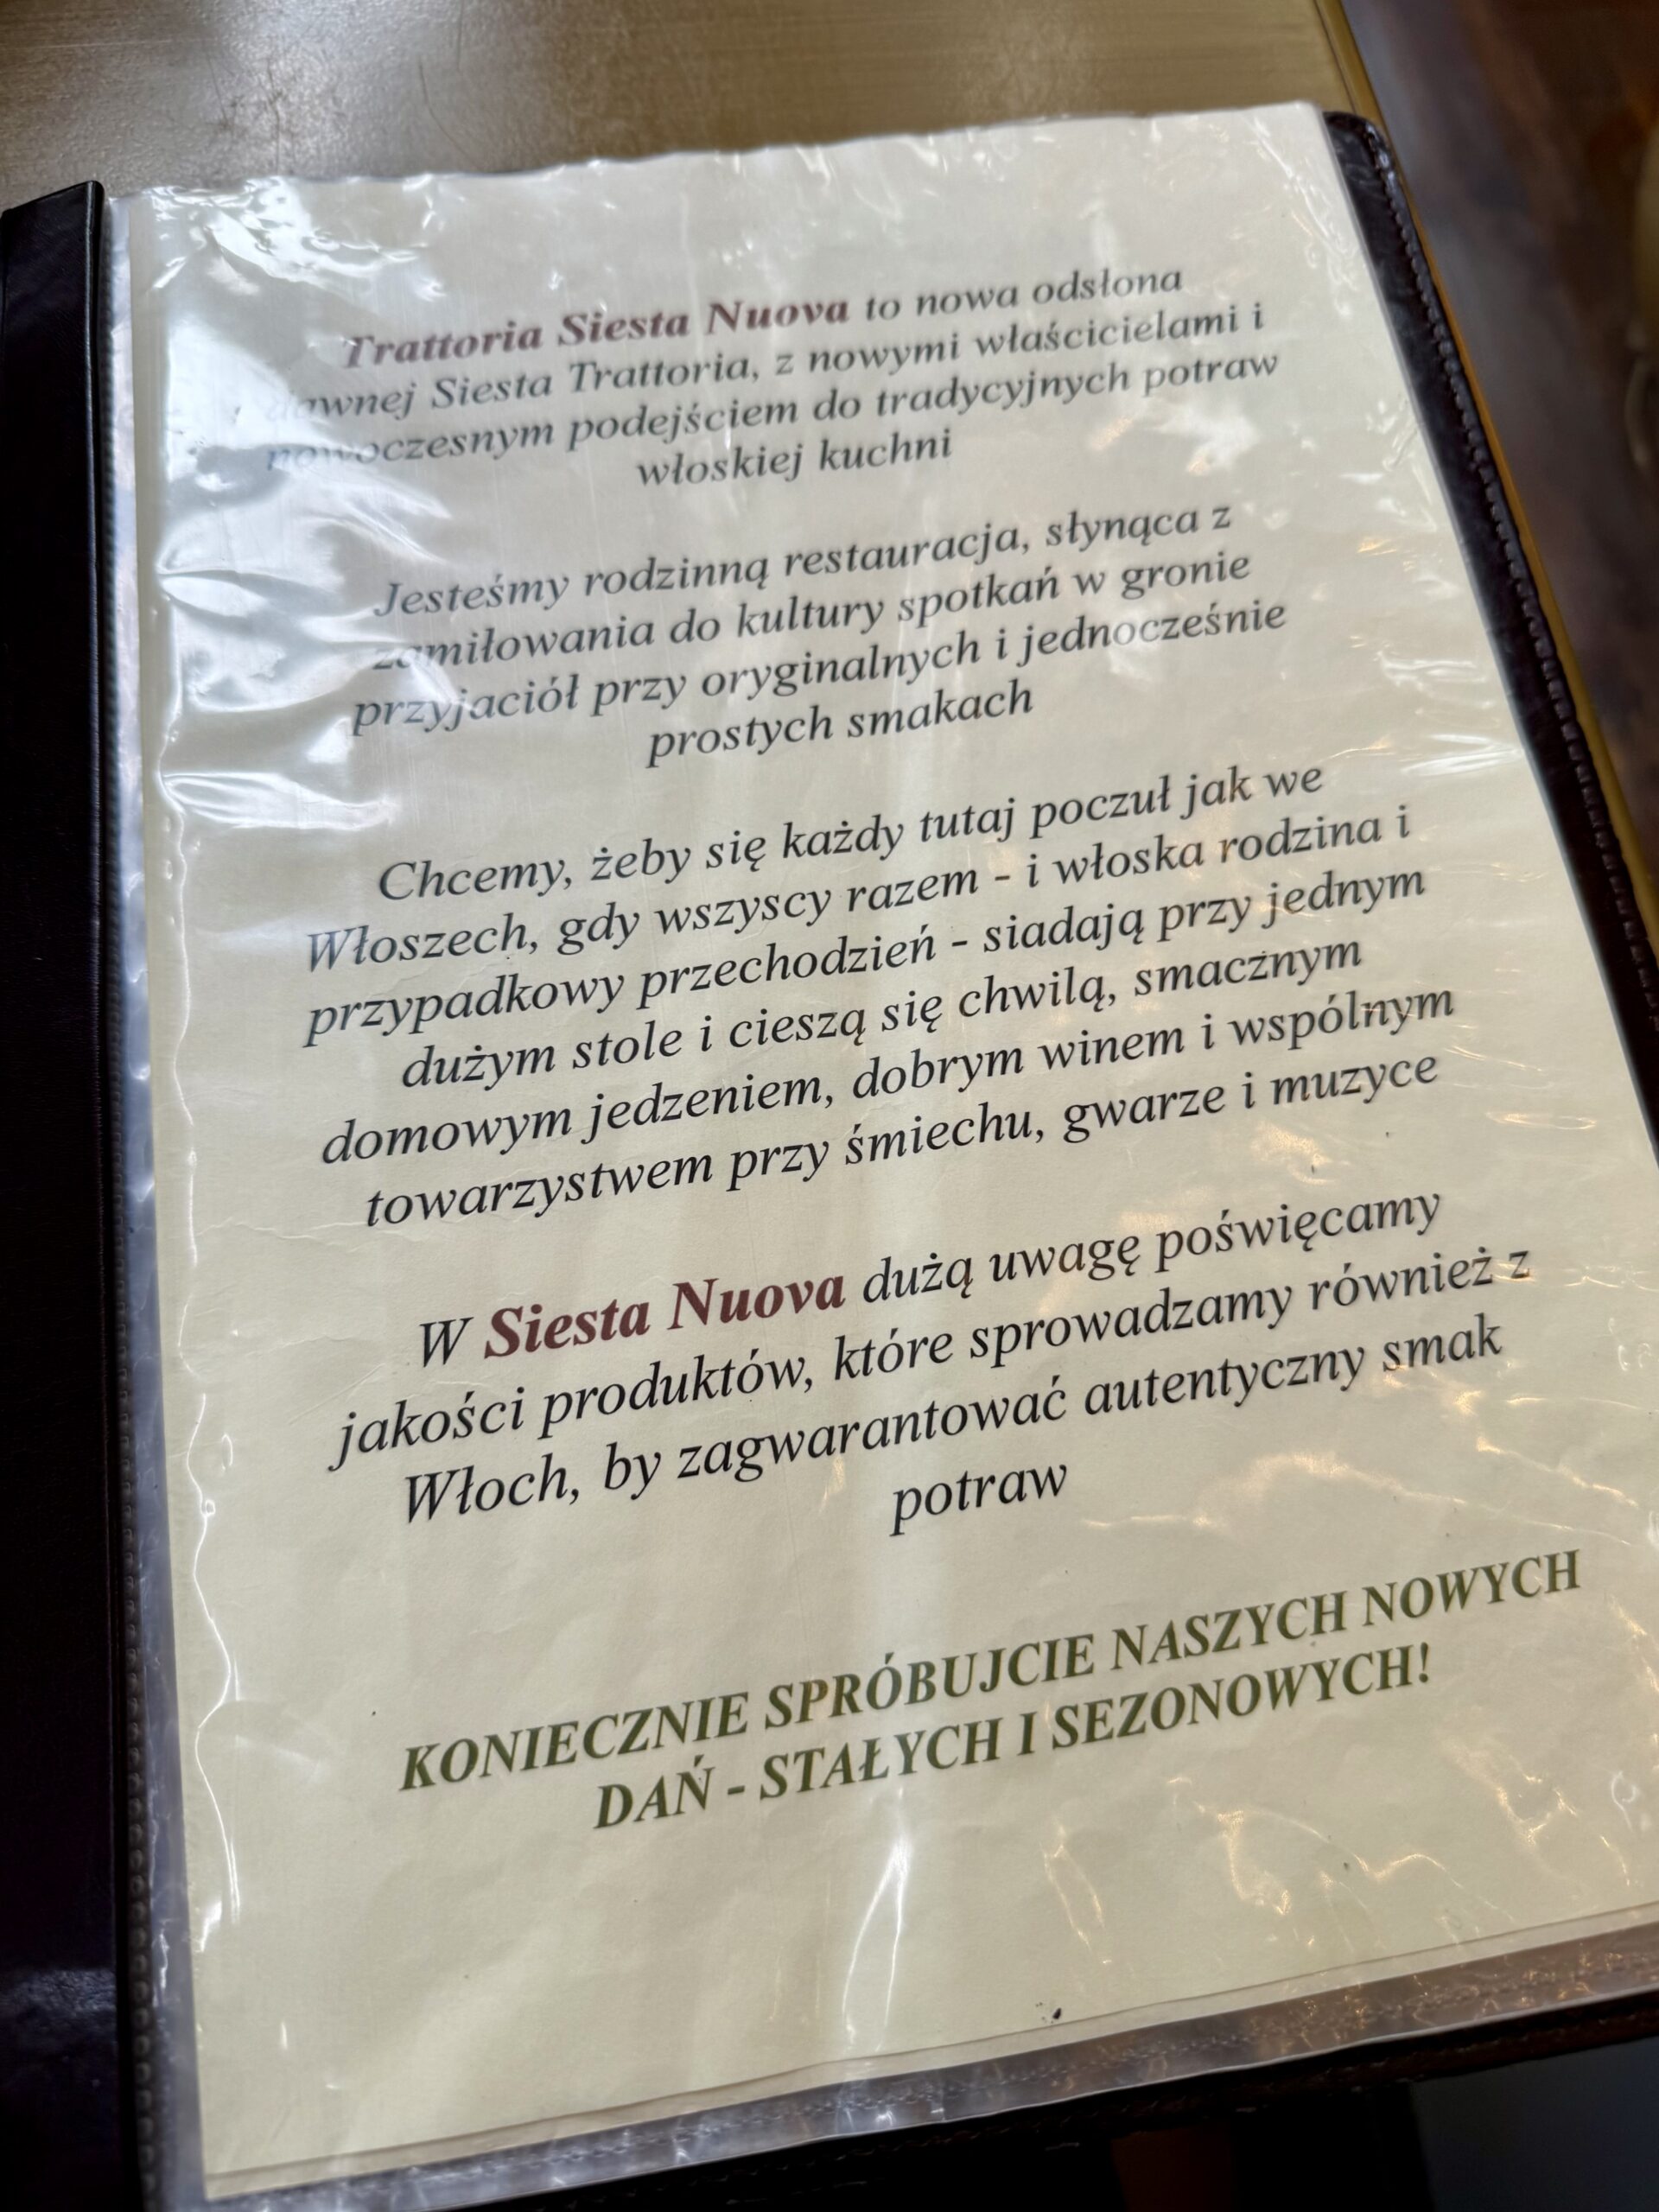 Trattoria Siesta Nuova to nowa odsłona
dawnej Siesta Trattoria, z nowymi właścicielami i
nowoczesnym podejściem do tradycyjnych potraw
włoskiej kuchni
Jesteśmy rodzinną restauracja, słynąca z
zamiłowania do kultury spotkań w gronie
przyjaciół przy oryginalnych i jednocześnie
prostych smakach
Chcemy, żeby się każdy tutaj poczuł jak we
Włoszech, gdy wszyscy razem - i włoska rodzina i
przypadkowy przechodzień - siadają przy jednym
dużym stole i cieszą się chwilą, smacznym
domowym jedzeniem, dobrym winem i wspólnym
towarzystwem przy śmiechu, gwarze i muzyce
W Siesta Nuova dużą uwagę poświęcamy
jakości produktów, które sprowadzamy również z
Włoch, by zagwarantować autentyczny smak
potraw
KONIECZNIE SPRÓBUJCIE NASZYCH NOWYCH
DAŃ - STAŁYCH I SEZONOWYCH!